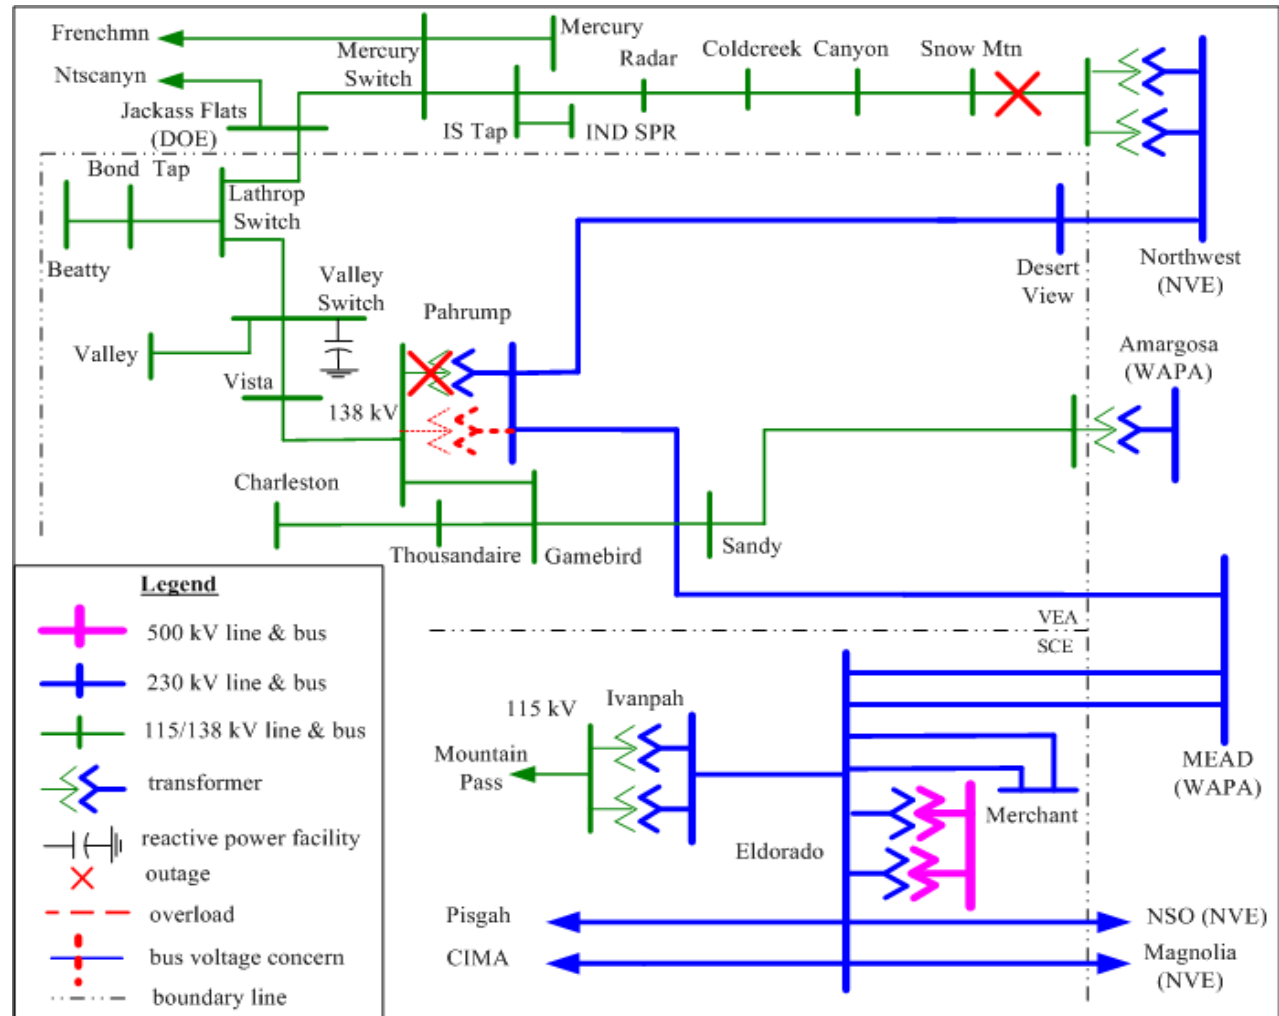 Frenchmn
Mercury
Mercury
Switch
Radar
Coldcreek
Canyon
Snow Mtn
Ntscanyn
Jackass Flats
(DOE)
IS Tap
IND SPR
Bond Tap
Lathrop
Switch
Beatty
Desert
View
Northwest
(NVE)
Valley
Switch
Pahrump
Valley
Vista
138 kV
Amargosa
(WAPA)
Charleston
Thousandaire
Gamebird
Sandy
VEA
SCE
Legend
500 kV line & bus
230 kV line & bus
115/138 kV line & bus
transformer
reactive power facility
outage
overload
bus voltage concern
boundary line
115 kV
Ivanpah
Mountain
Pass
MEAD
(WAPA)
Merchant
Eldorado
Pisgah
NSO (NVE)
CIMA
Magnolia
(NVE)